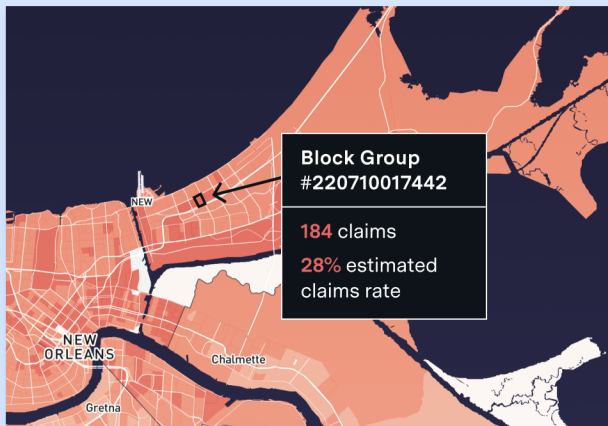 Block Group
#220710017442
184 claims
28% estimated
claims rate
NEW
NEW
ORLEANS
Chalmette
Gretna